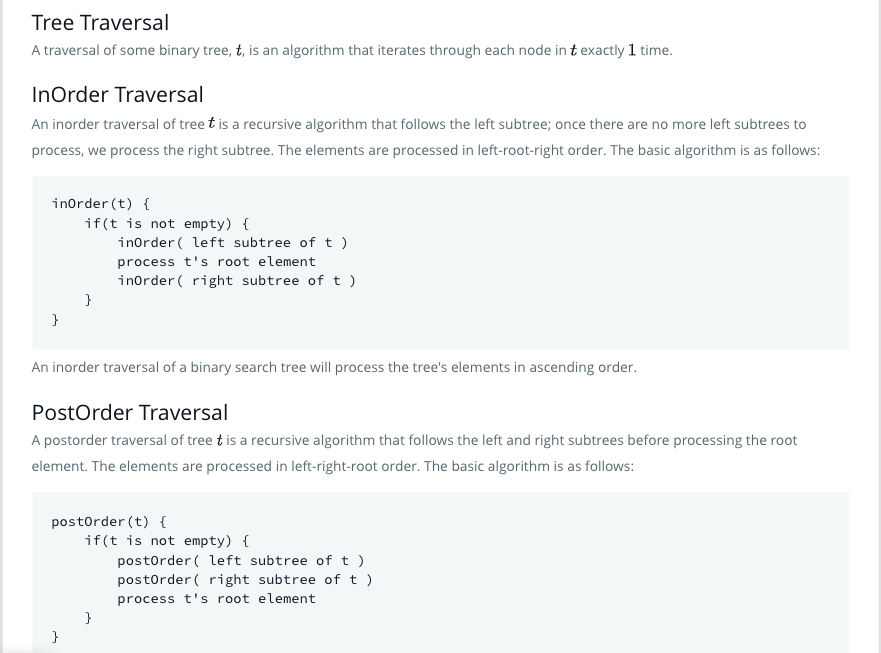 Tree Traversal
A traversal of some binary tree, t, is an algorithm that iterates through each node in t exactly 1 time.
InOrder Traversal
An inorder traversal of tree t is a recursive algorithm that follows the left subtree; once there are no more left subtrees to
process, we process the right subtree. The elements are processed in left-root-right order. The basic algorithm is as follows:
inOrder(t) {
    if(t is not empty) {
        inOrder( left subtree of t )
        process t's root element
        inOrder( right subtree of t )
    }
}
An inorder traversal of a binary search tree will process the tree's elements in ascending order.
PostOrder Traversal
A postorder traversal of tree t is a recursive algorithm that follows the left and right subtrees before processing the root
element. The elements are processed in left-right-root order. The basic algorithm is as follows:
postOrder(t) {
    if(t is not empty) {
        postOrder( left subtree of t )
        postOrder( right subtree of t )
        process t's root element
    }
}